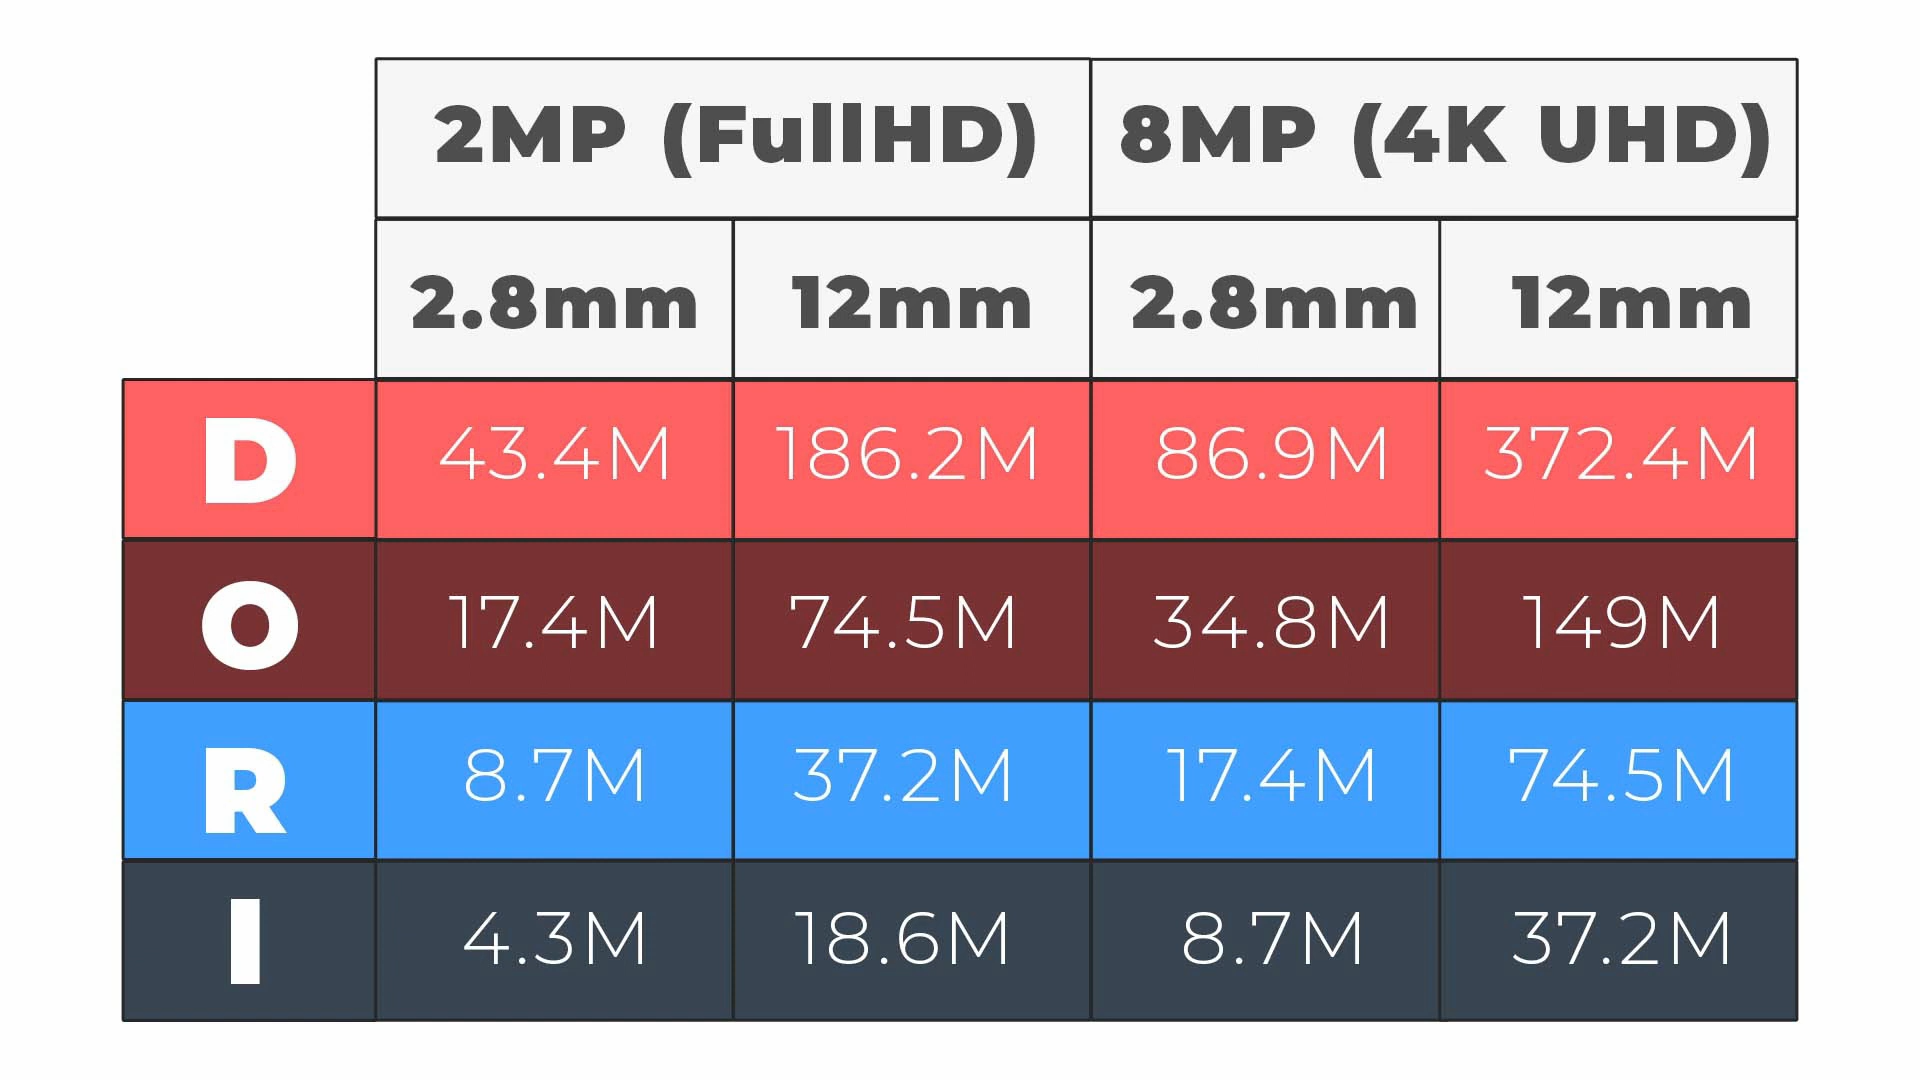 2MP (FullHD) 8MP (4K UHD)
2.8mm 12mm 2.8mm 12mm
D 43.4M 186.2M 86.9M 372.4M
O 17.4M 74.5M 34.8M 149M
R 8.7M 37.2M 17.4M 74.5M
I 4.3M 18.6M 8.7M 37.2M